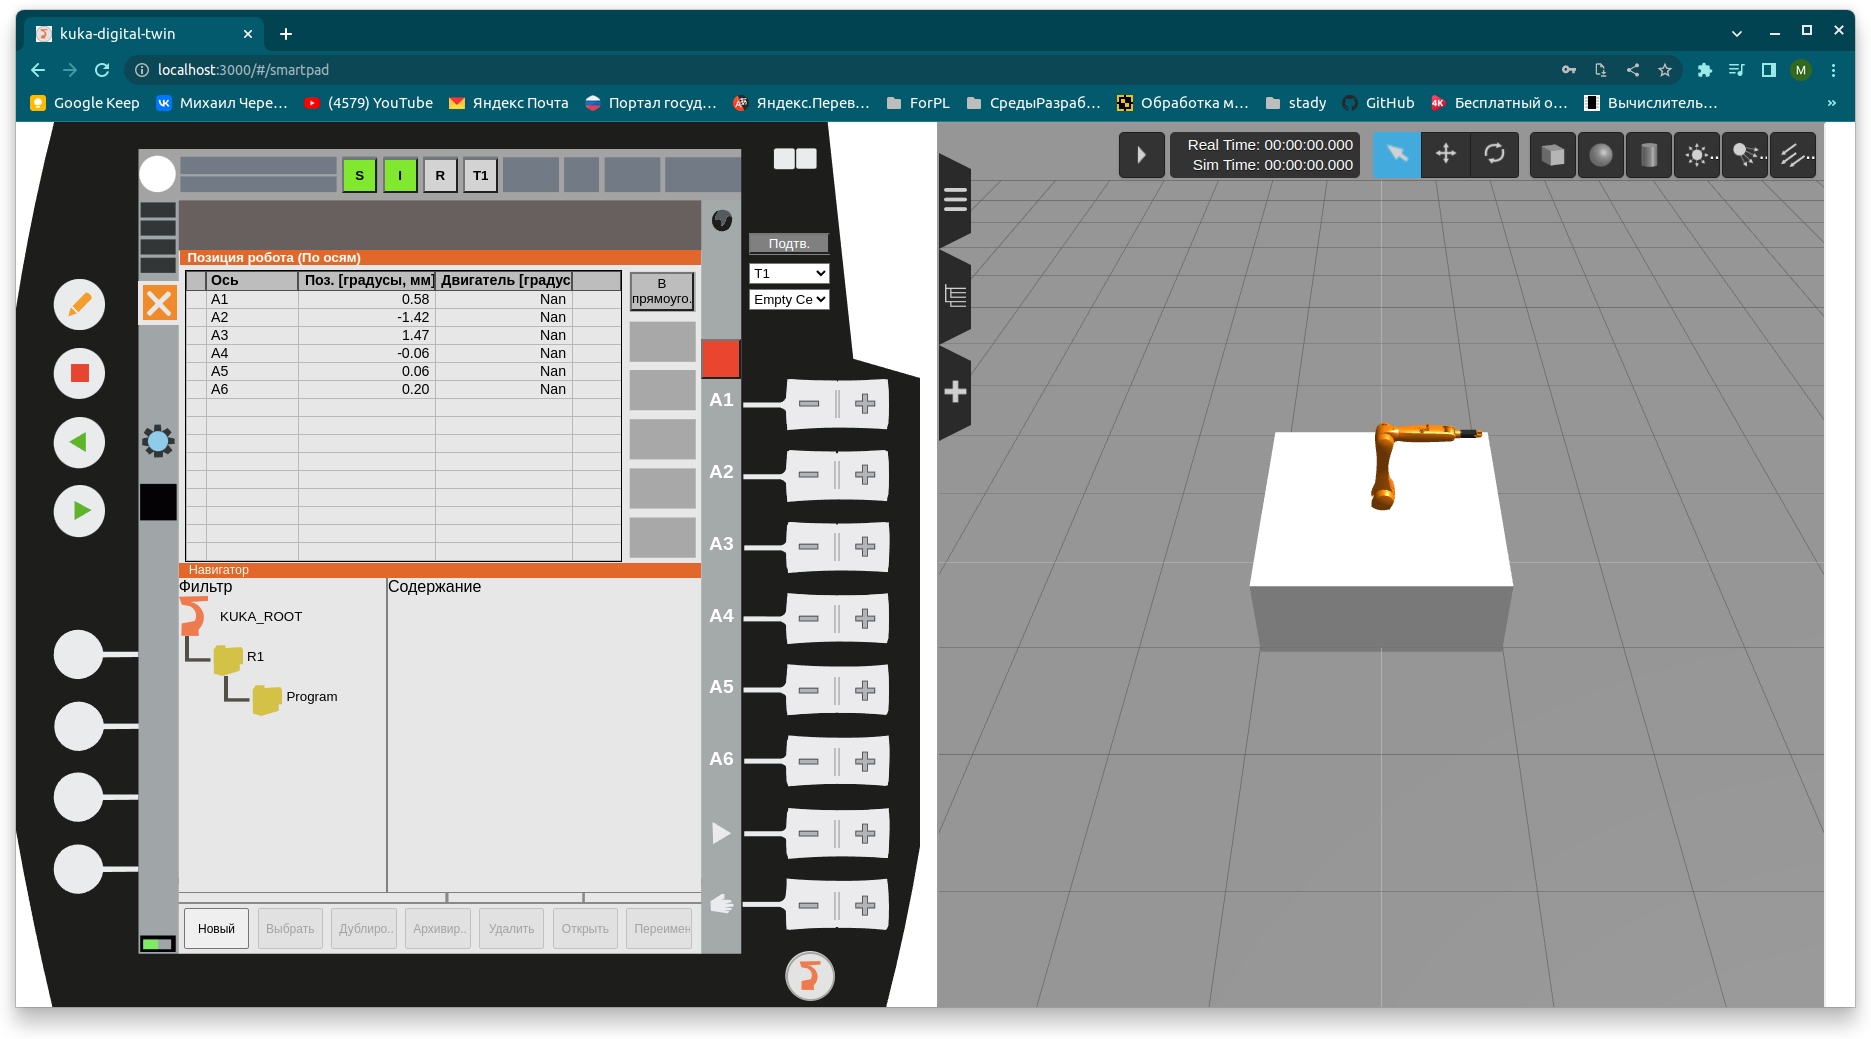 kuka-digital-twin
localhost:3000/#/smartpad
M
Google Keep
Михаил Чере...
(4579) YouTube
Яндекс Почта
Портал госуд...
Яндекс.Перев...
ForPL
СредыРазраб...
Обработка м...
stady
GitHub
Бесплатный о...
Вычислитель...
»
S I R T1
Позиция робота (По осям)
Ось Поз. [градусы, мм] Двигатель [градус
A1 0.58 Nan
A2 -1.42 Nan
A3 1.47 Nan
A4 -0.06 Nan
A5 0.06 Nan
A6 0.20 Nan
В
прямоуго.
Подтв.
T1
Empty Ce
A1
A2
A3
A4
A5
A6
Навигатор
Фильтр
Содержание
KUKA_ROOT
R1
Program
Новый
Выбрать
Дублиро..
Архивир..
Удалить
Открыть
Переимен
Real Time: 00:00:00.000
Sim Time: 00:00:00.000